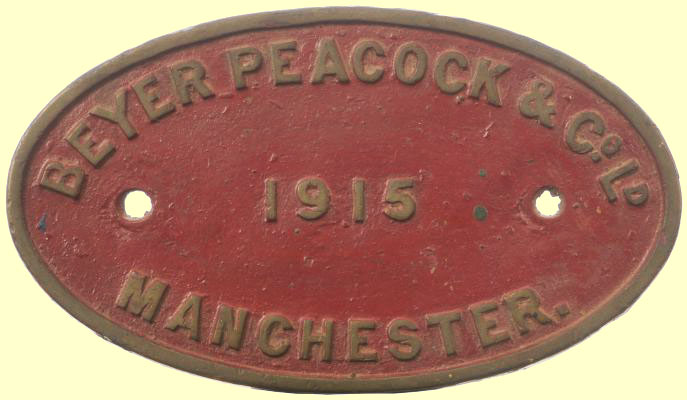 BEYER PEACOCK & Co. LD
1915
MANCHESTER.